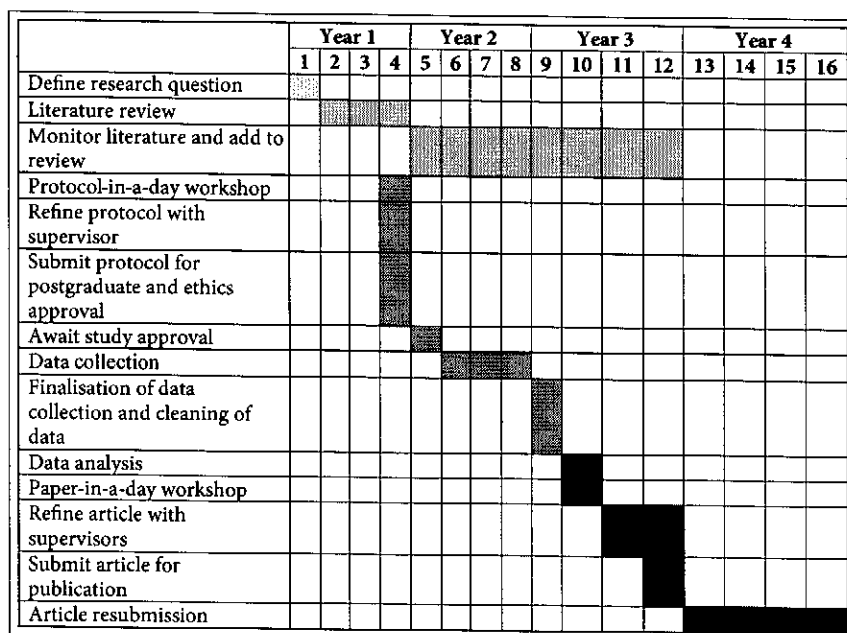 Year 1 Year 2 Year 3 Year 4
1 2 3 4 5 6 7 8 9 10 11 12 13 14 15 16
Define research question
Literature review
Monitor literature and add to
review
Protocol-in-a-day workshop
Refine protocol with
supervisor
Submit protocol for
postgraduate and ethics
approval
Await study approval
Data collection
Finalisation of data
collection and cleaning of
data
Data analysis
Paper-in-a-day workshop
Refine article with
supervisors
Submit article for
publication
Article resubmission